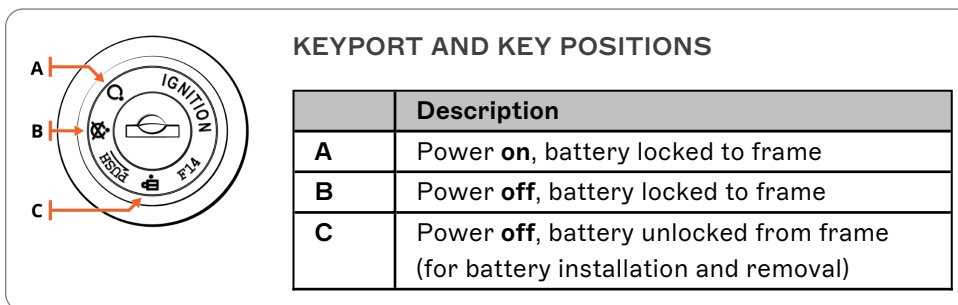 KEYPORT AND KEY POSITIONS
A
B
C
IGNITION
PUSH
F14
Description
A Power on, battery locked to frame
B Power off, battery locked to frame
C Power off, battery unlocked from frame
(for battery installation and removal)